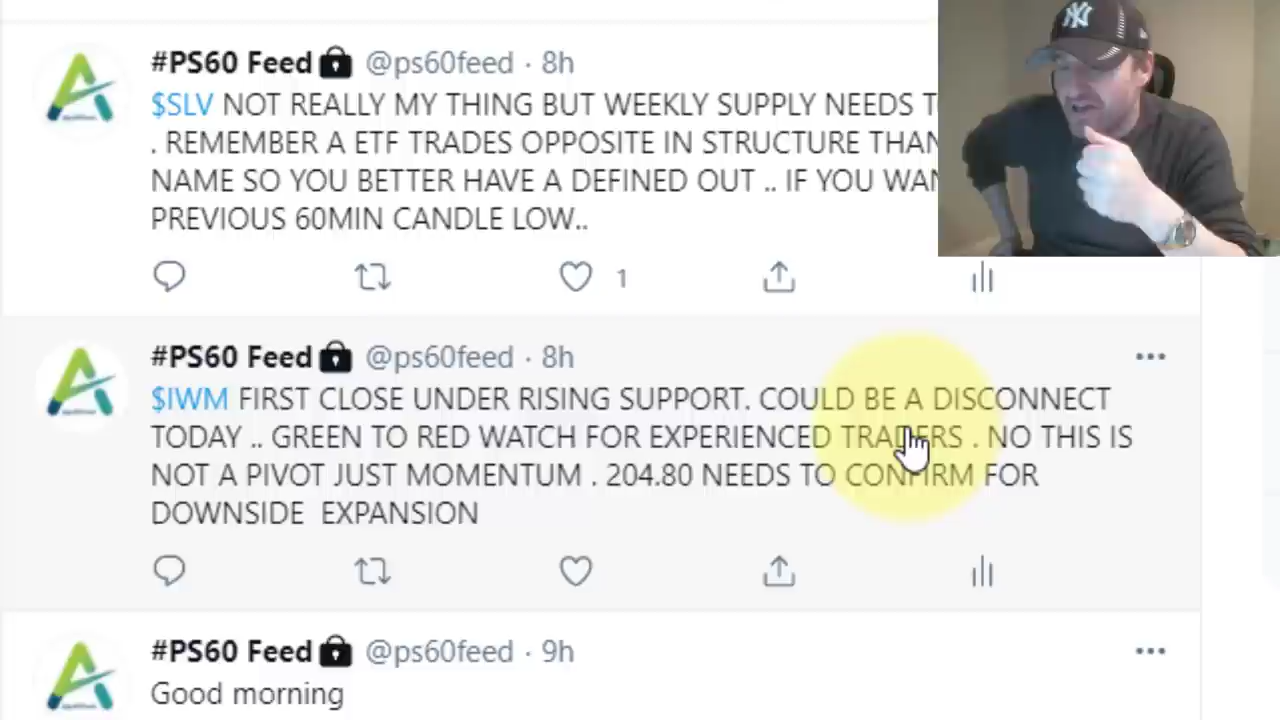 #PS60 Feed @ps60feed · 8h
$SLV NOT REALLY MY THING BUT WEEKLY SUPPLY NEEDS
. REMEMBER A ETF TRADES OPPOSITE IN STRUCTURE THAN
NAME SO YOU BETTER HAVE A DEFINED OUT .. IF YOU
PREVIOUS 60MIN CANDLE LOW..
1
#PS60 Feed @ps60feed · 8h
$IWM FIRST CLOSE UNDER RISING SUPPORT. COULD BE A DISCONNECT
TODAY .. GREEN TO RED WATCH FOR EXPERIENCED TRADERS . NO THIS IS
NOT A PIVOT JUST MOMENTUM . 204.80 NEEDS TO CONFIRM FOR
DOWNSIDE EXPANSION
#PS60 Feed @ps60feed · 9h
Good morning